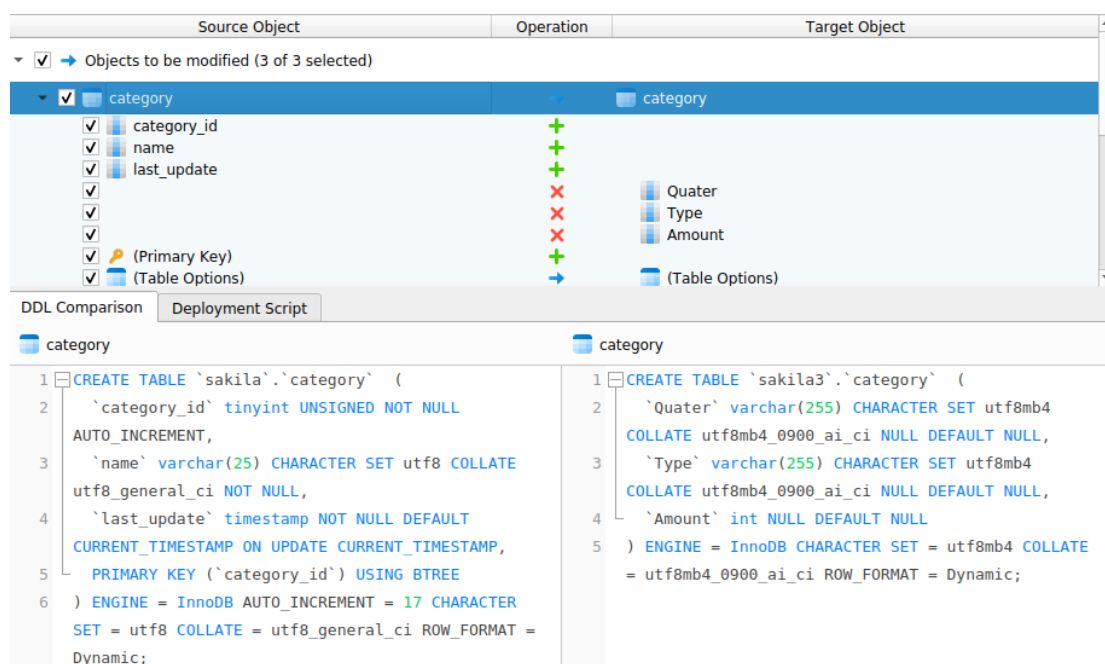 Source Object Operation Target Object
Objects to be modified (3 of 3 selected)
category category
category_id
name
last_update
Quater
Type
Amount
(Primary Key)
(Table Options) (Table Options)
DDL Comparison Deployment Script
category
1 CREATE TABLE `sakila`.`category` (
2 `category_id` tinyint UNSIGNED NOT NULL
AUTO_INCREMENT,
3 `name` varchar(25) CHARACTER SET utf8 COLLATE
utf8_general_ci NOT NULL,
4 `last_update` timestamp NOT NULL DEFAULT
CURRENT_TIMESTAMP ON UPDATE CURRENT_TIMESTAMP,
5 PRIMARY KEY (`category_id`) USING BTREE
6 ) ENGINE = InnoDB AUTO_INCREMENT = 17 CHARACTER
SET = utf8 COLLATE = utf8_general_ci ROW_FORMAT =
Dynamic;
category
1 CREATE TABLE `sakila3`.`category` (
2 `Quater` varchar(255) CHARACTER SET utf8mb4
COLLATE utf8mb4_0900_ai_ci NULL DEFAULT NULL,
3 `Type` varchar(255) CHARACTER SET utf8mb4
COLLATE utf8mb4_0900_ai_ci NULL DEFAULT NULL,
4 `Amount` int NULL DEFAULT NULL
5 ) ENGINE = InnoDB CHARACTER SET = utf8mb4 COLLATE
= utf8mb4_0900_ai_ci ROW_FORMAT = Dynamic;